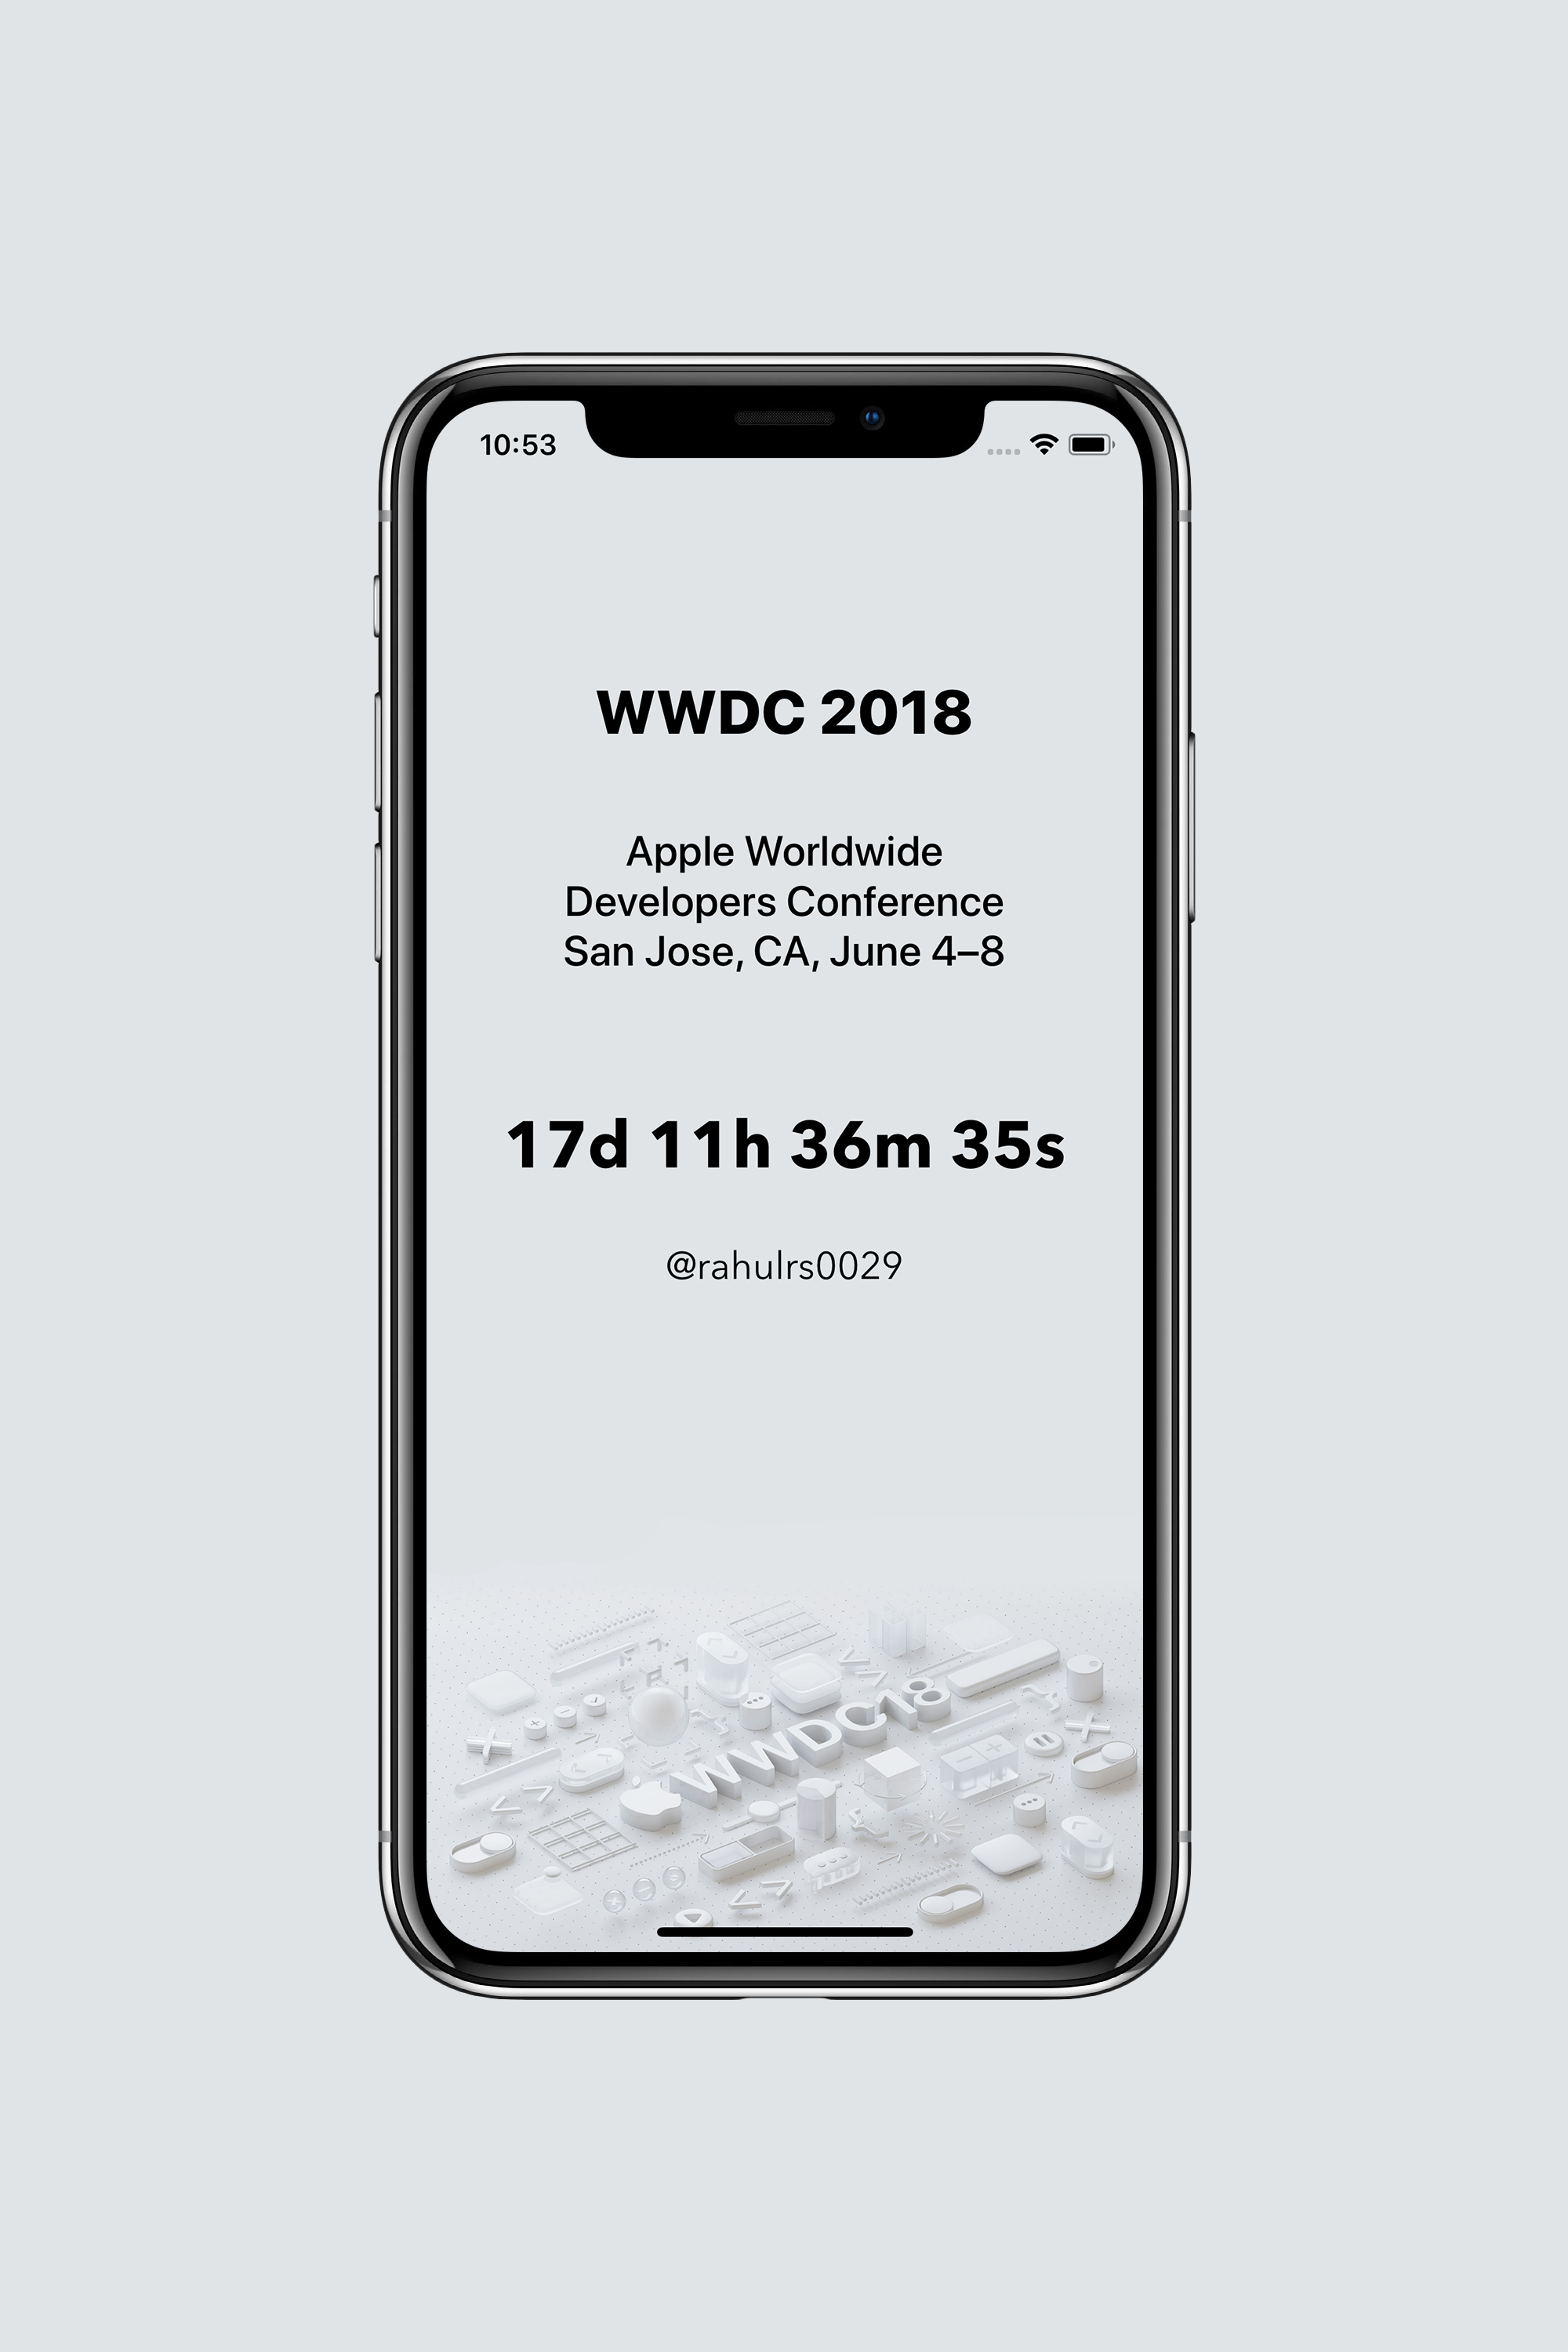 10:53
WWDC 2018
Apple Worldwide
Developers Conference
San Jose, CA, June 4–8
17d 11h 36m 35s
@rahulrs0029
WWDC18